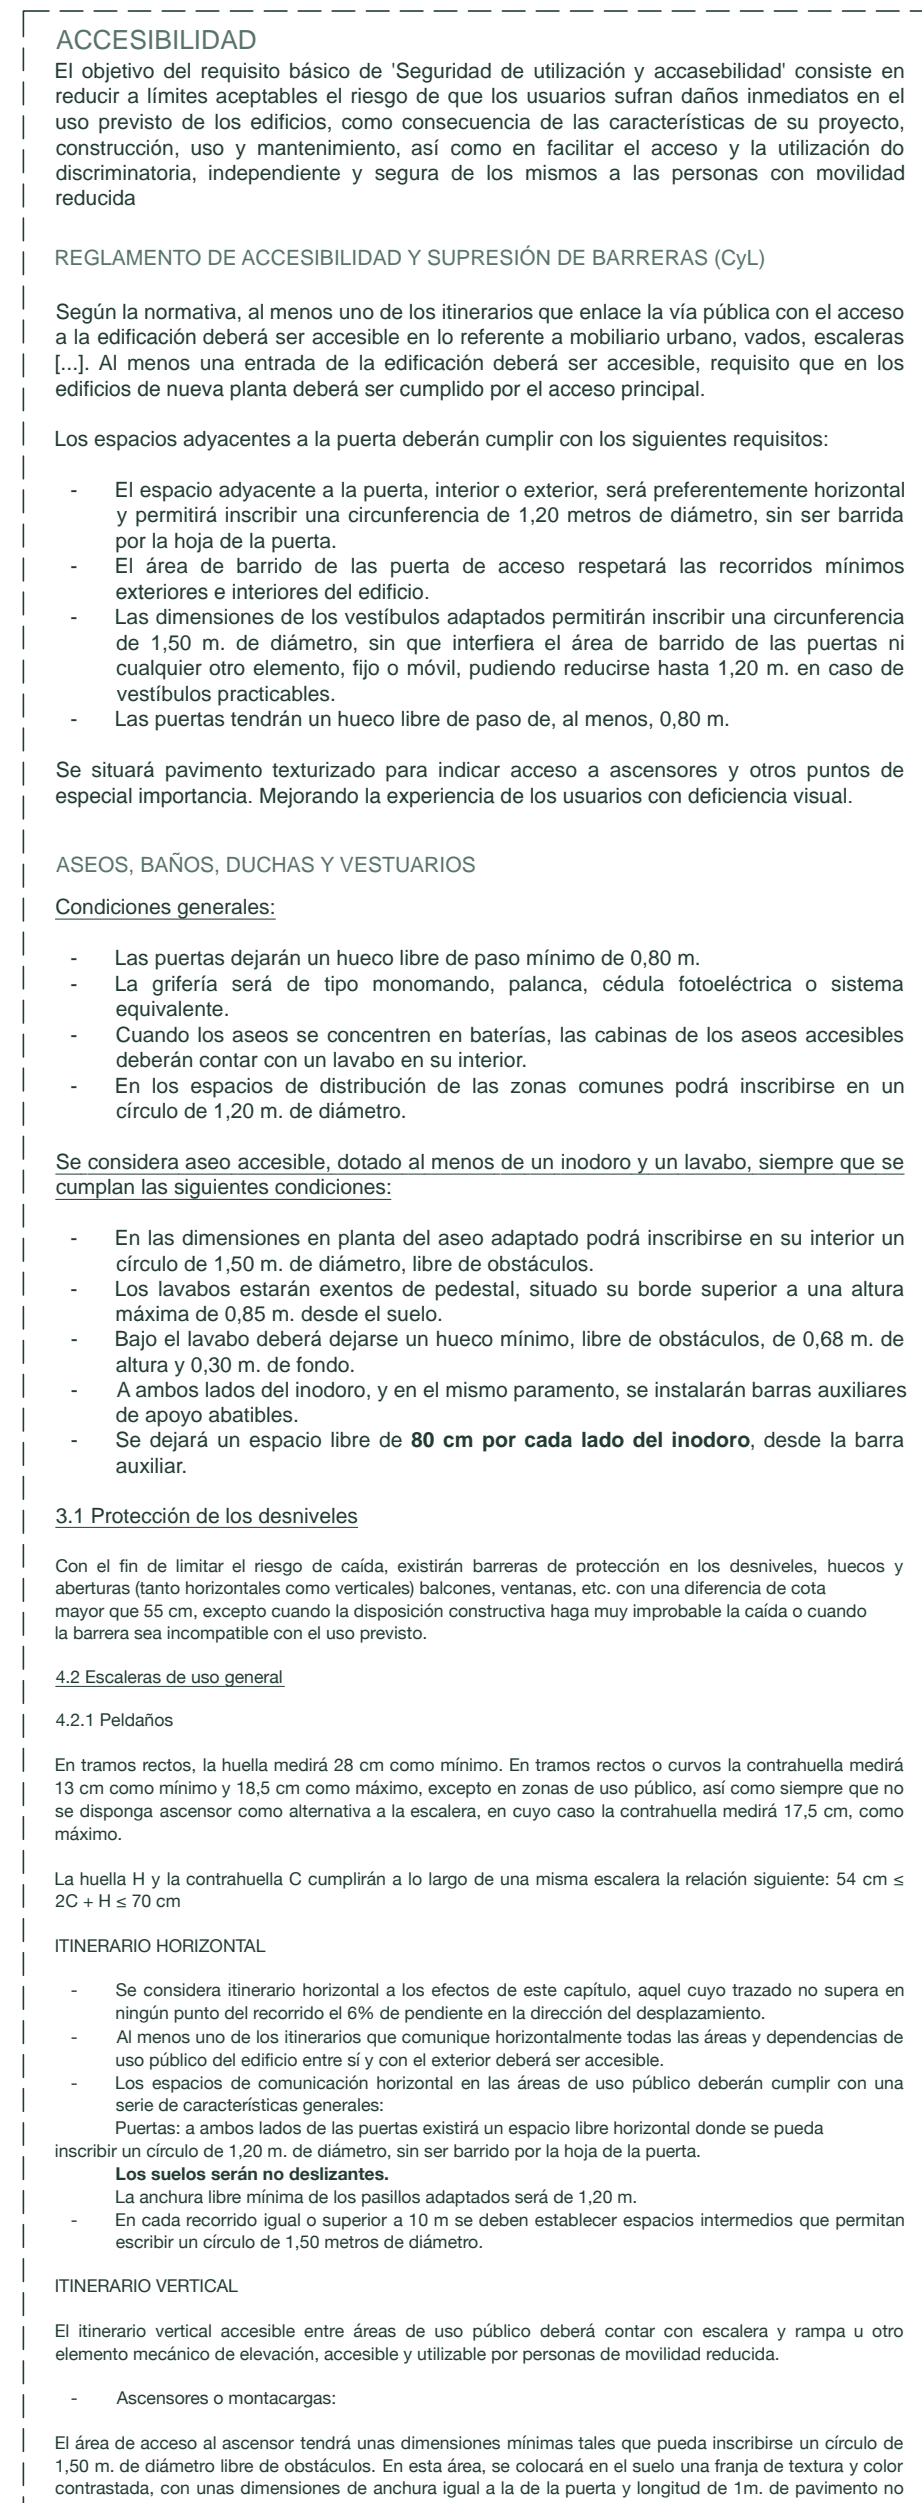 ACCESIBILIDAD
El objetivo del requisito básico de 'Seguridad de utilización y accasebilidad' consiste en
reducir a límites aceptables el riesgo de que los usuarios sufran daños inmediatos en el
uso previsto de los edificios, como consecuencia de las características de su proyecto,
construcción, uso y mantenimiento, así como en facilitar el acceso y la utilización do
discriminatoria, independiente y segura de los mismos a las personas con movilidad
reducida
REGLAMENTO DE ACCESIBILIDAD Y SUPRESIÓN DE BARRERAS (CyL)
Según la normativa, al menos uno de los itinerarios que enlace la vía pública con el acceso
a la edificación deberá ser accesible en lo referente a mobiliario urbano, vados, escaleras
[...]. Al menos una entrada de la edificación deberá ser accesible, requisito que en los
edificios de nueva planta deberá ser cumplido por el acceso principal.
Los espacios adyacentes a la puerta deberán cumplir con los siguientes requisitos:
- El espacio adyacente a la puerta, interior o exterior, será preferentemente horizontal
y permitirá inscribir una circunferencia de 1,20 metros de diámetro, sin ser barrida
por la hoja de la puerta.
- El área de barrido de las puerta de acceso respetará las recorridos mínimos
exteriores e interiores del edificio.
- Las dimensiones de los vestíbulos adaptados permitirán inscribir una circunferencia
de 1,50 m. de diámetro, sin que interfiera el área de barrido de las puertas ni
cualquier otro elemento, fijo o móvil, pudiendo reducirse hasta 1,20 m. en caso de
vestíbulos practicables.
- Las puertas tendrán un hueco libre de paso de, al menos, 0,80 m.
Se situará pavimento texturizado para indicar acceso a ascensores y otros puntos de
especial importancia. Mejorando la experiencia de los usuarios con deficiencia visual.
ASEOS, BAÑOS, DUCHAS Y VESTUARIOS
Condiciones generales:
- Las puertas dejarán un hueco libre de paso mínimo de 0,80 m.
- La grifería será de tipo monomando, palanca, cédula fotoeléctrica o sistema
equivalente.
- Cuando los aseos se concentren en baterías, las cabinas de los aseos accesibles
deberán contar con un lavabo en su interior.
- En los espacios de distribución de las zonas comunes podrá inscribirse en un
círculo de 1,20 m. de diámetro.
Se considera aseo accesible, dotado al menos de un inodoro y un lavabo, siempre que se
cumplan las siguientes condiciones:
- En las dimensiones en planta del aseo adaptado podrá inscribirse en su interior un
círculo de 1,50 m. de diámetro, libre de obstáculos.
- Los lavabos estarán exentos de pedestal, situado su borde superior a una altura
máxima de 0,85 m. desde el suelo.
- Bajo el lavabo deberá dejarse un hueco mínimo, libre de obstáculos, de 0,68 m. de
altura y 0,30 m. de fondo.
- A ambos lados del inodoro, y en el mismo paramento, se instalarán barras auxiliares
de apoyo abatibles.
- Se dejará un espacio libre de 80 cm por cada lado del inodoro, desde la barra
auxiliar.
3.1 Protección de los desniveles
Con el fin de limitar el riesgo de caída, existirán barreras de protección en los desniveles, huecos y
aberturas (tanto horizontales como verticales) balcones, ventanas, etc. con una diferencia de cota
mayor que 55 cm, excepto cuando la disposición constructiva haga muy improbable la caída o cuando
la barrera sea incompatible con el uso previsto.
4.2 Escaleras de uso general
4.2.1 Peldaños
En tramos rectos, la huella medirá 28 cm como mínimo. En tramos rectos o curvos la contrahuella medirá
13 cm como mínimo y 18,5 cm como máximo, excepto en zonas de uso público, así como siempre que no
se disponga ascensor como alternativa a la escalera, en cuyo caso la contrahuella medirá 17,5 cm, como
máximo.
La huella H y la contrahuella C cumplirán a lo largo de una misma escalera la relación siguiente: 54 cm ≤
2C + H ≤ 70 cm
ITINERARIO HORIZONTAL
- Se considera itinerario horizontal a los efectos de este capítulo, aquel cuyo trazado no supera en
ningún punto del recorrido el 6% de pendiente en la dirección del desplazamiento.
- Al menos uno de los itinerarios que comunique horizontalmente todas las áreas y dependencias de
uso público del edificio entre sí y con el exterior deberá ser accesible.
- Los espacios de comunicación horizontal en las áreas de uso público deberán cumplir con una
serie de características generales:
Puertas: a ambos lados de las puertas existirá un espacio libre horizontal donde se pueda
inscribir un círculo de 1,20 m. de diámetro, sin ser barrido por la hoja de la puerta.
Los suelos serán no deslizantes.
La anchura libre mínima de los pasillos adaptados será de 1,20 m.
- En cada recorrido igual o superior a 10 m se deben establecer espacios intermedios que permitan
escribir un círculo de 1,50 metros de diámetro.
ITINERARIO VERTICAL
El itinerario vertical accesible entre áreas de uso público deberá contar con escalera y rampa u otro
elemento mecánico de elevación, accesible y utilizable por personas de movilidad reducida.
- Ascensores o montacargas:
El área de acceso al ascensor tendrá unas dimensiones mínimas tales que pueda inscribirse un círculo de
1,50 m. de diámetro libre de obstáculos. En esta área, se colocará en el suelo una franja de textura y color
contrastada, con unas dimensiones de anchura igual a la de la puerta y longitud de 1m. de pavimento no